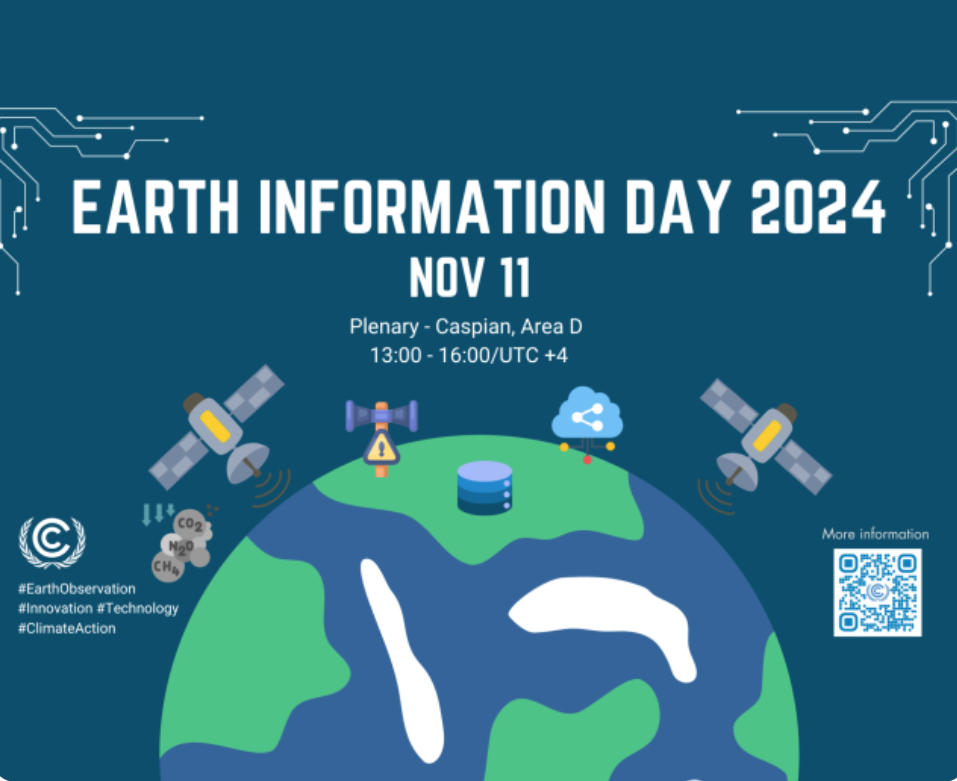 EARTH INFORMATION DAY 2024
NOV 11
Plenary - Caspian, Area D
13:00 - 16:00/UTC +4
CO2
N2O
CH4
#EarthObservation
#Innovation #Technology
#ClimateAction
More information